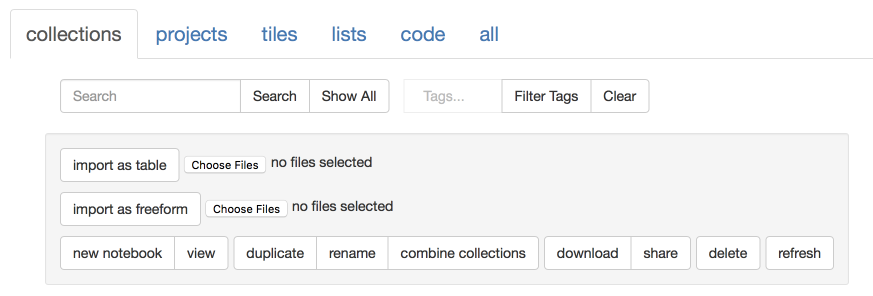 collections projects tiles lists code all
Search Search Show All Tags... Filter Tags Clear
import as table Choose Files no files selected
import as freeform Choose Files no files selected
new notebook view duplicate rename combine collections download share delete refresh